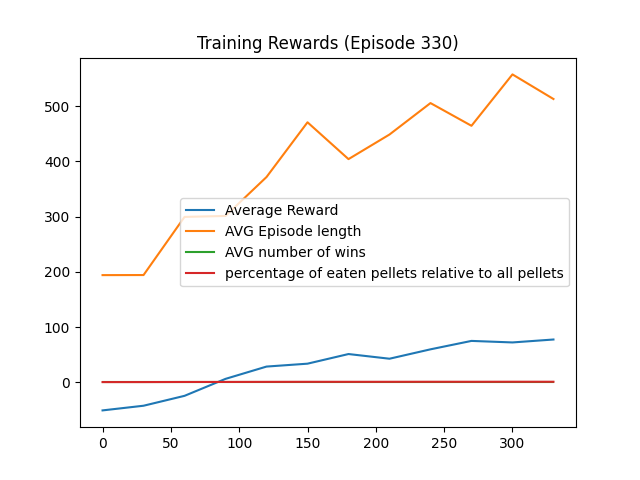 Training Rewards (Episode 330)
500
400
300
200
100
0
Average Reward
AVG Episode length
AVG number of wins
percentage of eaten pellets relative to all pellets
0 50 100 150 200 250 300